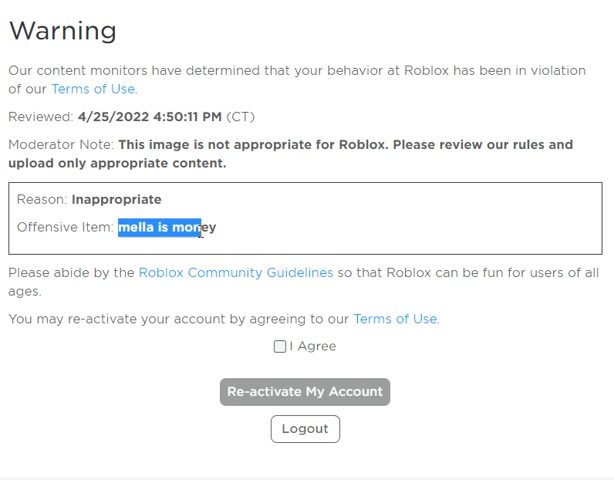 Warning
Our content monitors have determined that your behavior at Roblox has been in violation
of our Terms of Use.
Reviewed: 4/25/2022 4:50:11 PM (CT)
Moderator Note: This image is not appropriate for Roblox. Please review our rules and
upload only appropriate content.
Reason: Inappropriate
Offensive Item: mella is money
Please abide by the Roblox Community Guidelines so that Roblox can be fun for users of all
ages.
You may re-activate your account by agreeing to our Terms of Use.
I Agree
Re-activate My Account
Logout